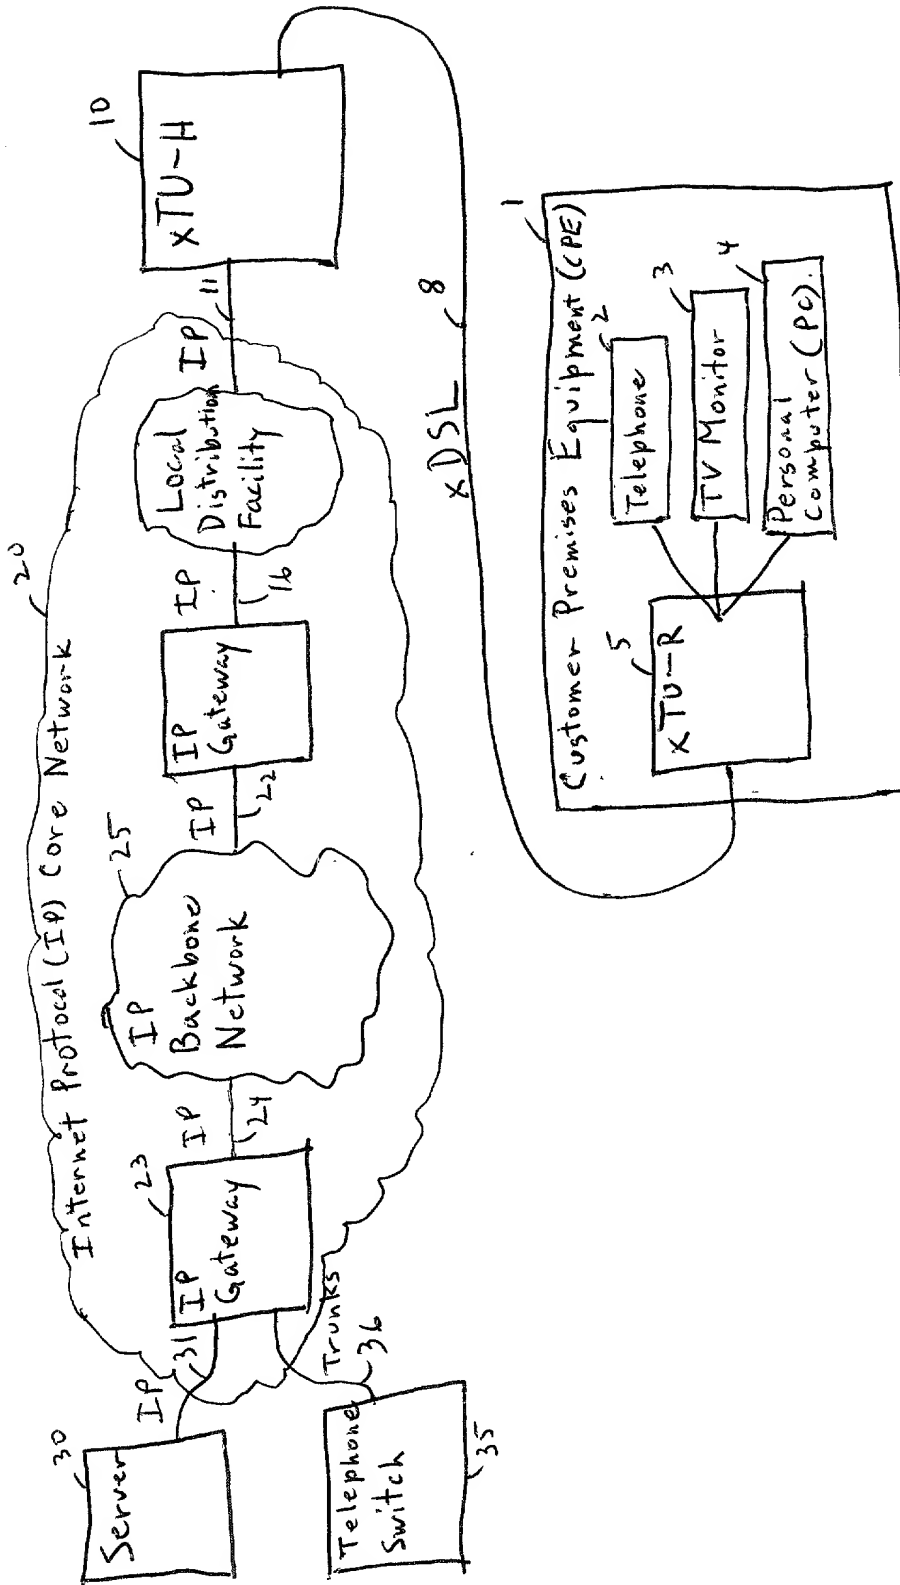 20
Internet Protocol (IP) Core Network
30
Server
IP
31
23
IP
Gateway
IP
24
25
IP
Backbone
Network
IP
22
IP
Gateway
IP
16
Local
Distribution
Facility
IP
11
10
xTU-H
Trunks
36
Telephone
Switch
35
xDSL
8
1
Customer Premises Equipment (CPE)
5
xTU-R
2
Telephone
3
TV Monitor
4
Personal
Computer (PC).